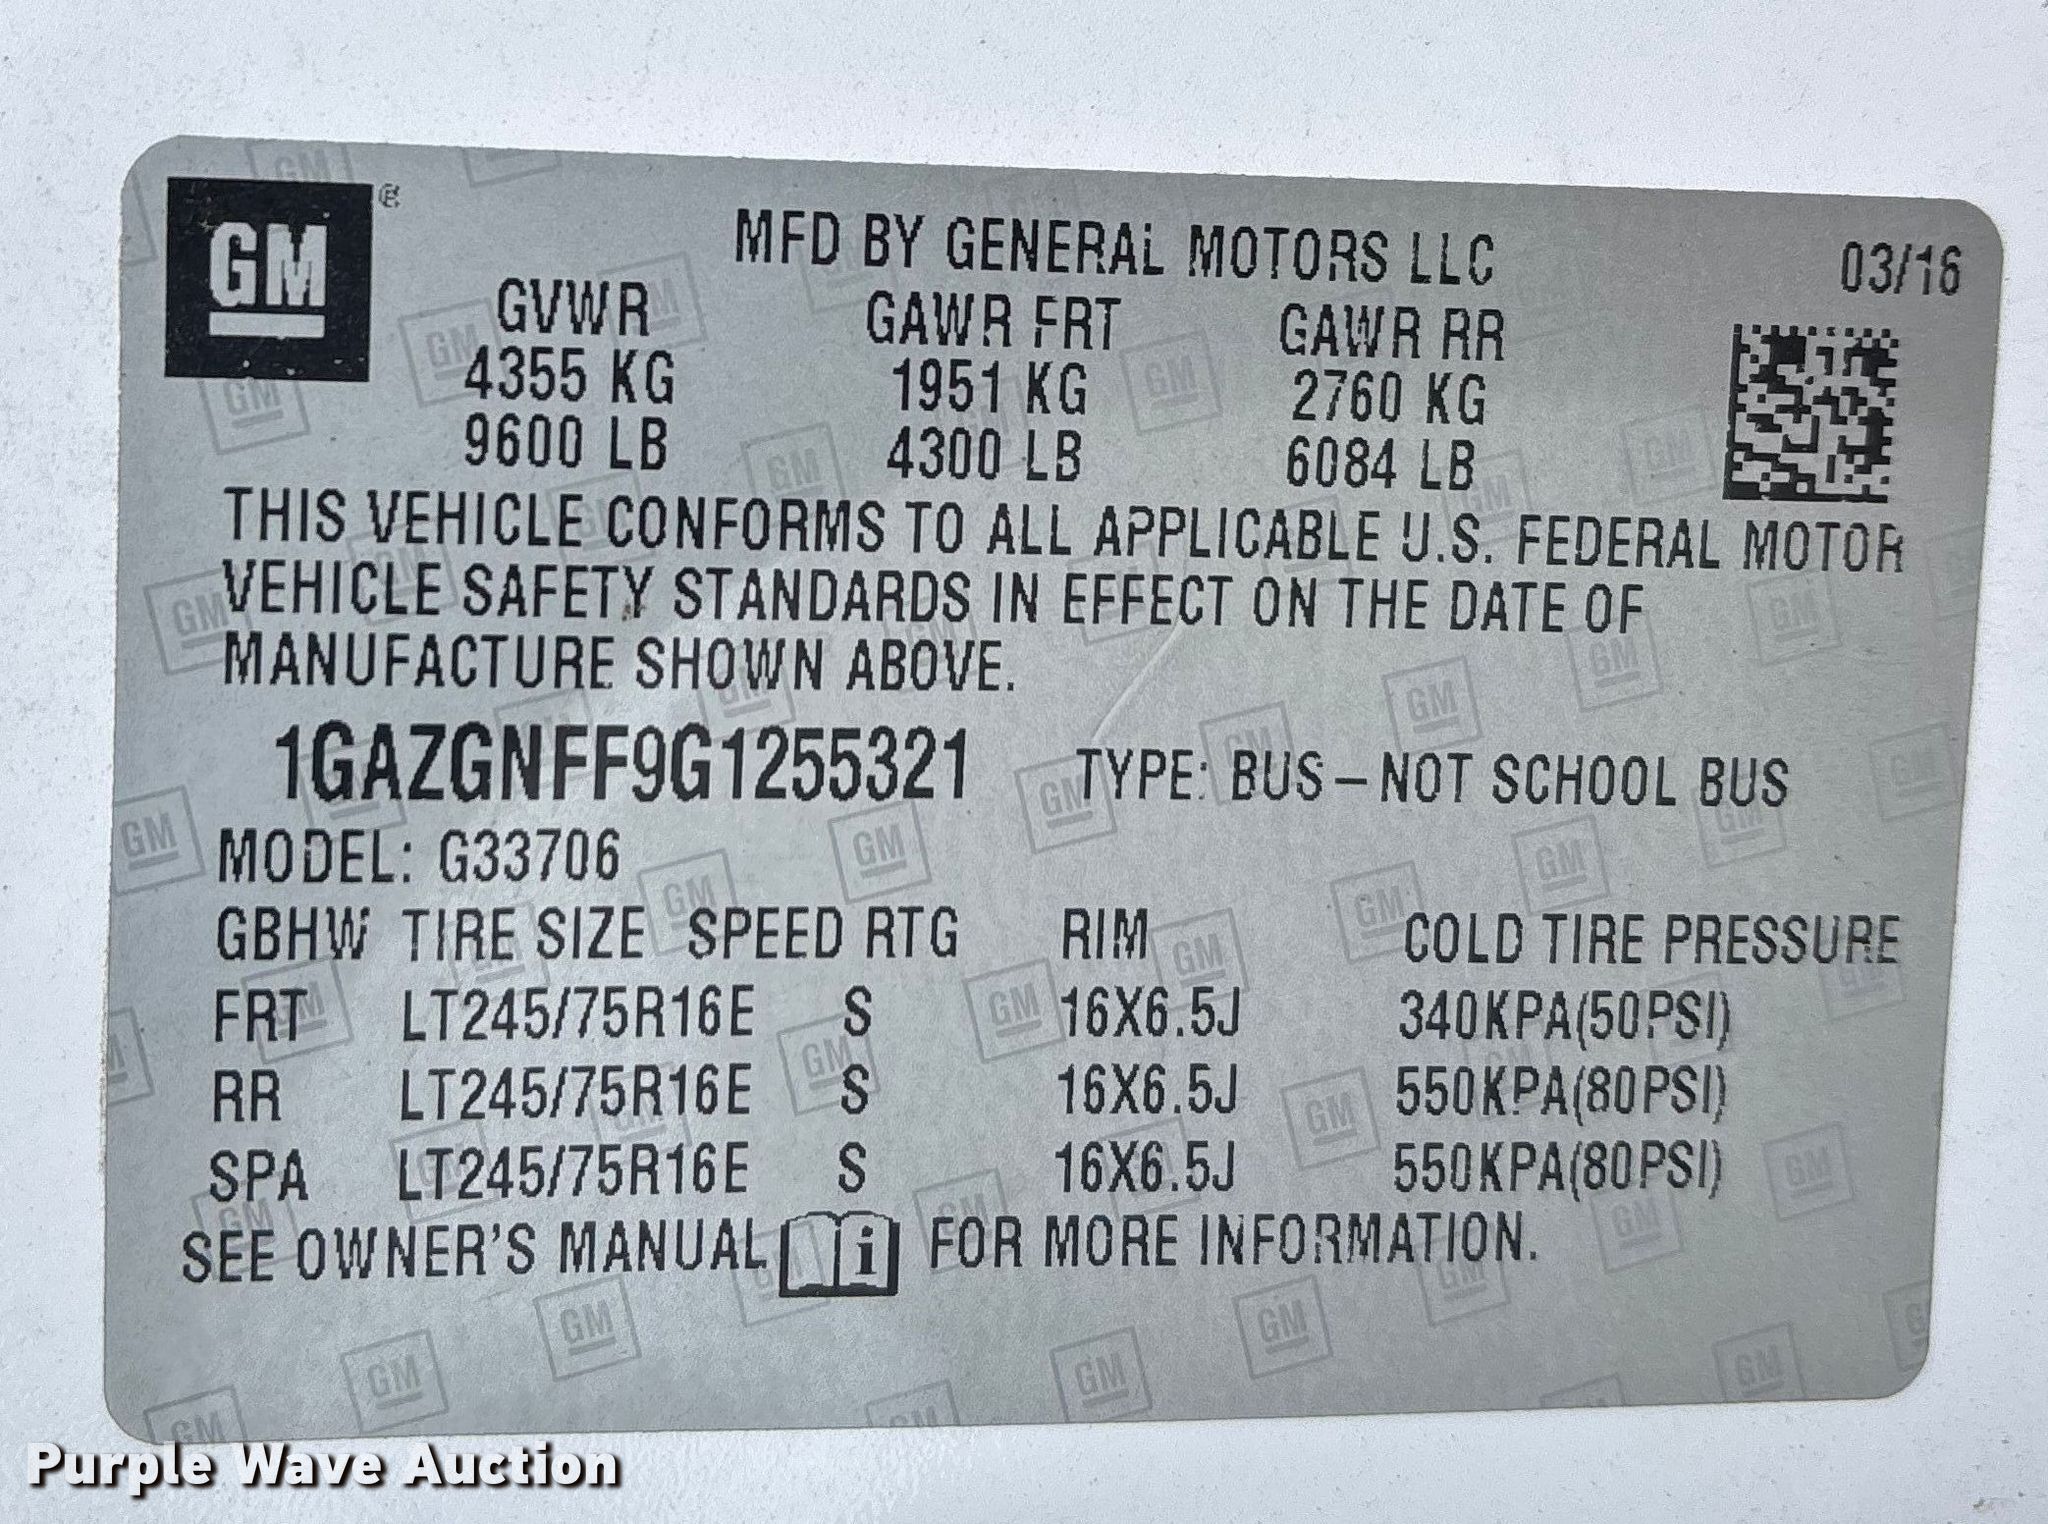 GM
MFD BY GENERAL MOTORS LLC 03/16
GVWR GAWR FRT GAWR RR
4355 KG 1951 KG 2760 KG
9600 LB 4300 LB 6084 LB
THIS VEHICLE CONFORMS TO ALL APPLICABLE U.S. FEDERAL MOTOR
VEHICLE SAFETY STANDARDS IN EFFECT ON THE DATE OF
MANUFACTURE SHOWN ABOVE.
1GAZGNFF9G1255321 TYPE: BUS – NOT SCHOOL BUS
MODEL: G33706
GBHW TIRE SIZE SPEED RTG RIM COLD TIRE PRESSURE
FRT LT245/75R16E S 16X6.5J 340KPA(50PSI)
RR LT245/75R16E S 16X6.5J 550KPA(80PSI)
SPA LT245/75R16E S 16X6.5J 550KPA(80PSI)
SEE OWNER'S MANUAL i FOR MORE INFORMATION.
Purple Wave Auction